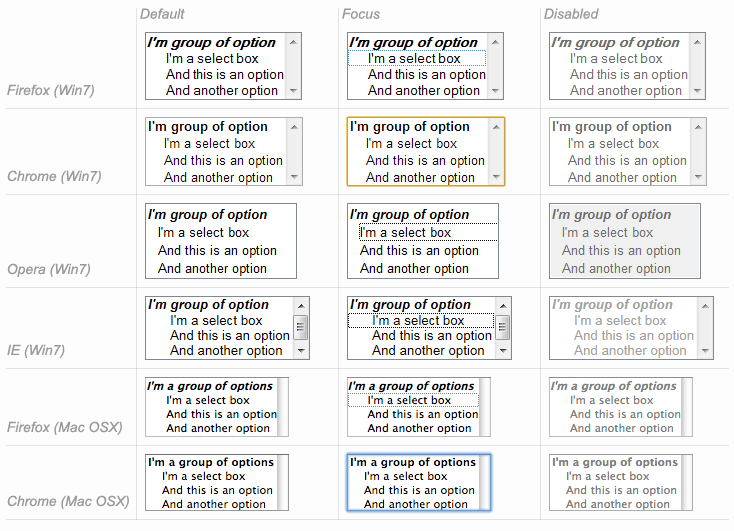 Default Focus Disabled
I'm group of option I'm group of option I'm group of option
I'm a select box I'm a select box I'm a select box
And this is an option And this is an option And this is an option
Firefox (Win7) And another option And another option And another option
I'm group of option I'm group of option I'm group of option
I'm a select box I'm a select box I'm a select box
Chrome (Win7) And this is an option And this is an option And this is an option
And another option And another option And another option
I'm group of option I'm group of option I'm group of option
I'm a select box I'm a select box I'm a select box
And this is an option And this is an option And this is an option
Opera (Win7) And another option And another option And another option
I'm group of option I'm group of option I'm group of option
I'm a select box I'm a select box I'm a select box
And this is an option And this is an option And this is an option
IE (Win7) And another option And another option And another option
I'm a group of options I'm a group of options I'm a group of options
I'm a select box I'm a select box I'm a select box
And this is an option And this is an option And this is an option
Firefox (Mac OSX) And another option And another option And another option
I'm a group of options I'm a group of options I'm a group of options
I'm a select box I'm a select box I'm a select box
And this is an option And this is an option And this is an option
Chrome (Mac OSX) And another option And another option And another option